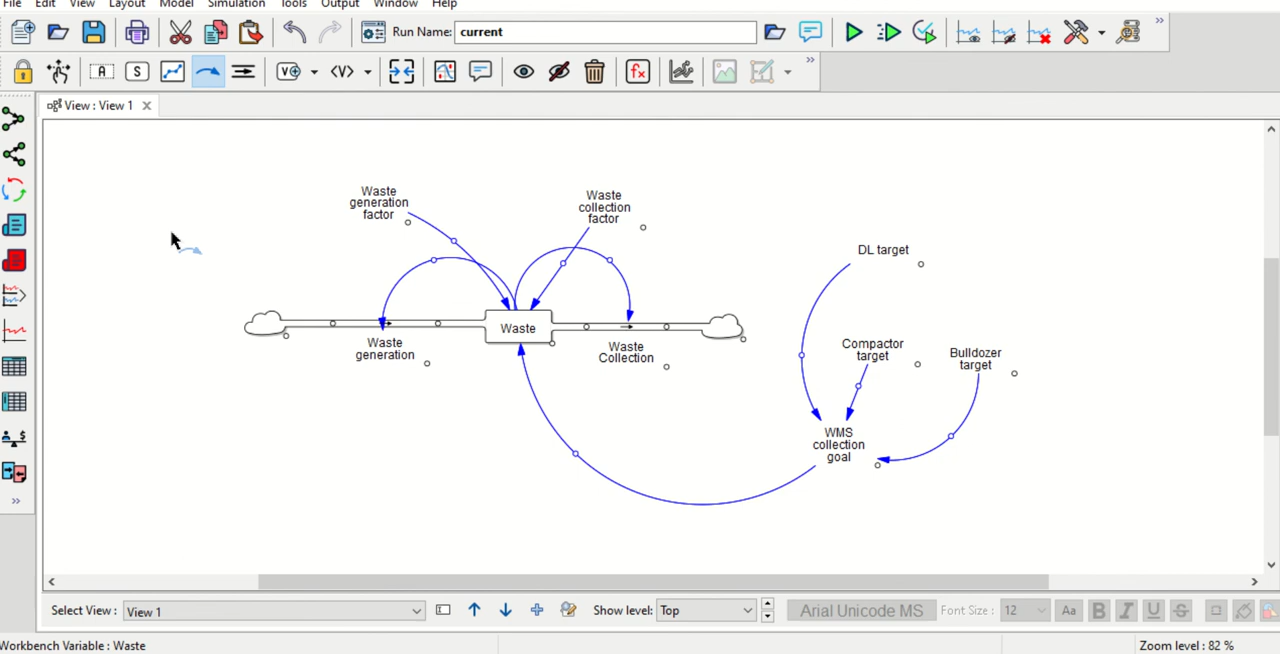 File Edit View Layout Model Simulation Tools Output Window Help
Run Name: current
A S V <V> fx
View : View 1
Waste
generation
factor
Waste
collection
factor
DL target
Waste
Waste
generation
Waste
Collection
Compactor
target
Bulldozer
target
WMS
collection
goal
Select View : View 1 Show level: Top Arial Unicode MS Font Size : 12 Aa B I U S
Workbench Variable : Waste Zoom level : 82 %